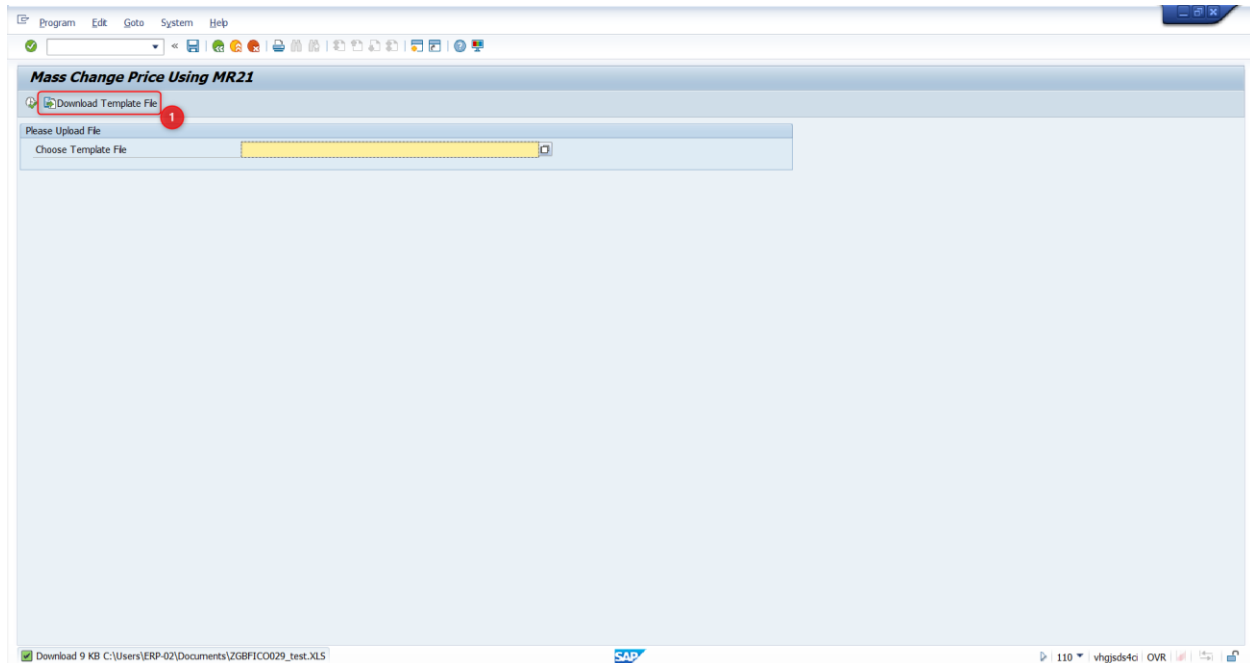 Program Edit Goto System Help
Mass Change Price Using MR21
Download Template File
1
Please Upload File
Choose Template File
Download 9 KB C:\Users\ERP-02\Documents\ZGBFICO029_test.XLS
SAP
110 vhgjsds4ci OVR